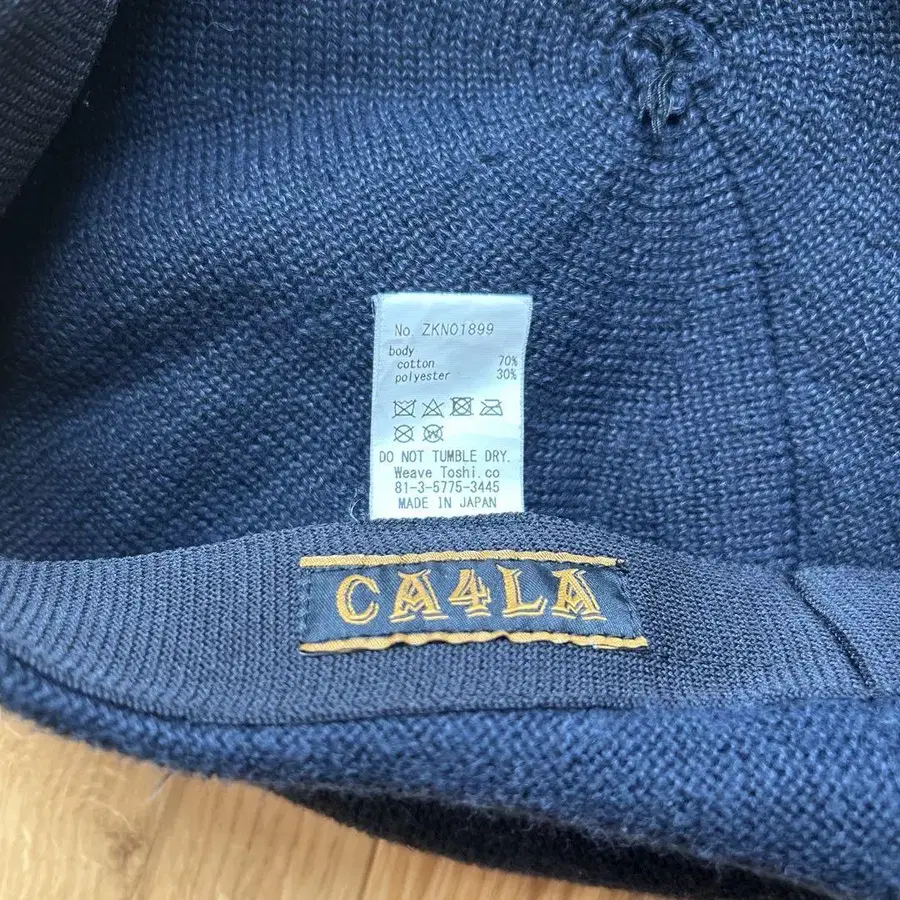 No. ZKN01899
body
cotton 70%
polyester 30%
W
DO NOT TUMBLE DRY.
Weave Toshi.co
81-3-5775-3445
MADE IN JAPAN
CA4LA